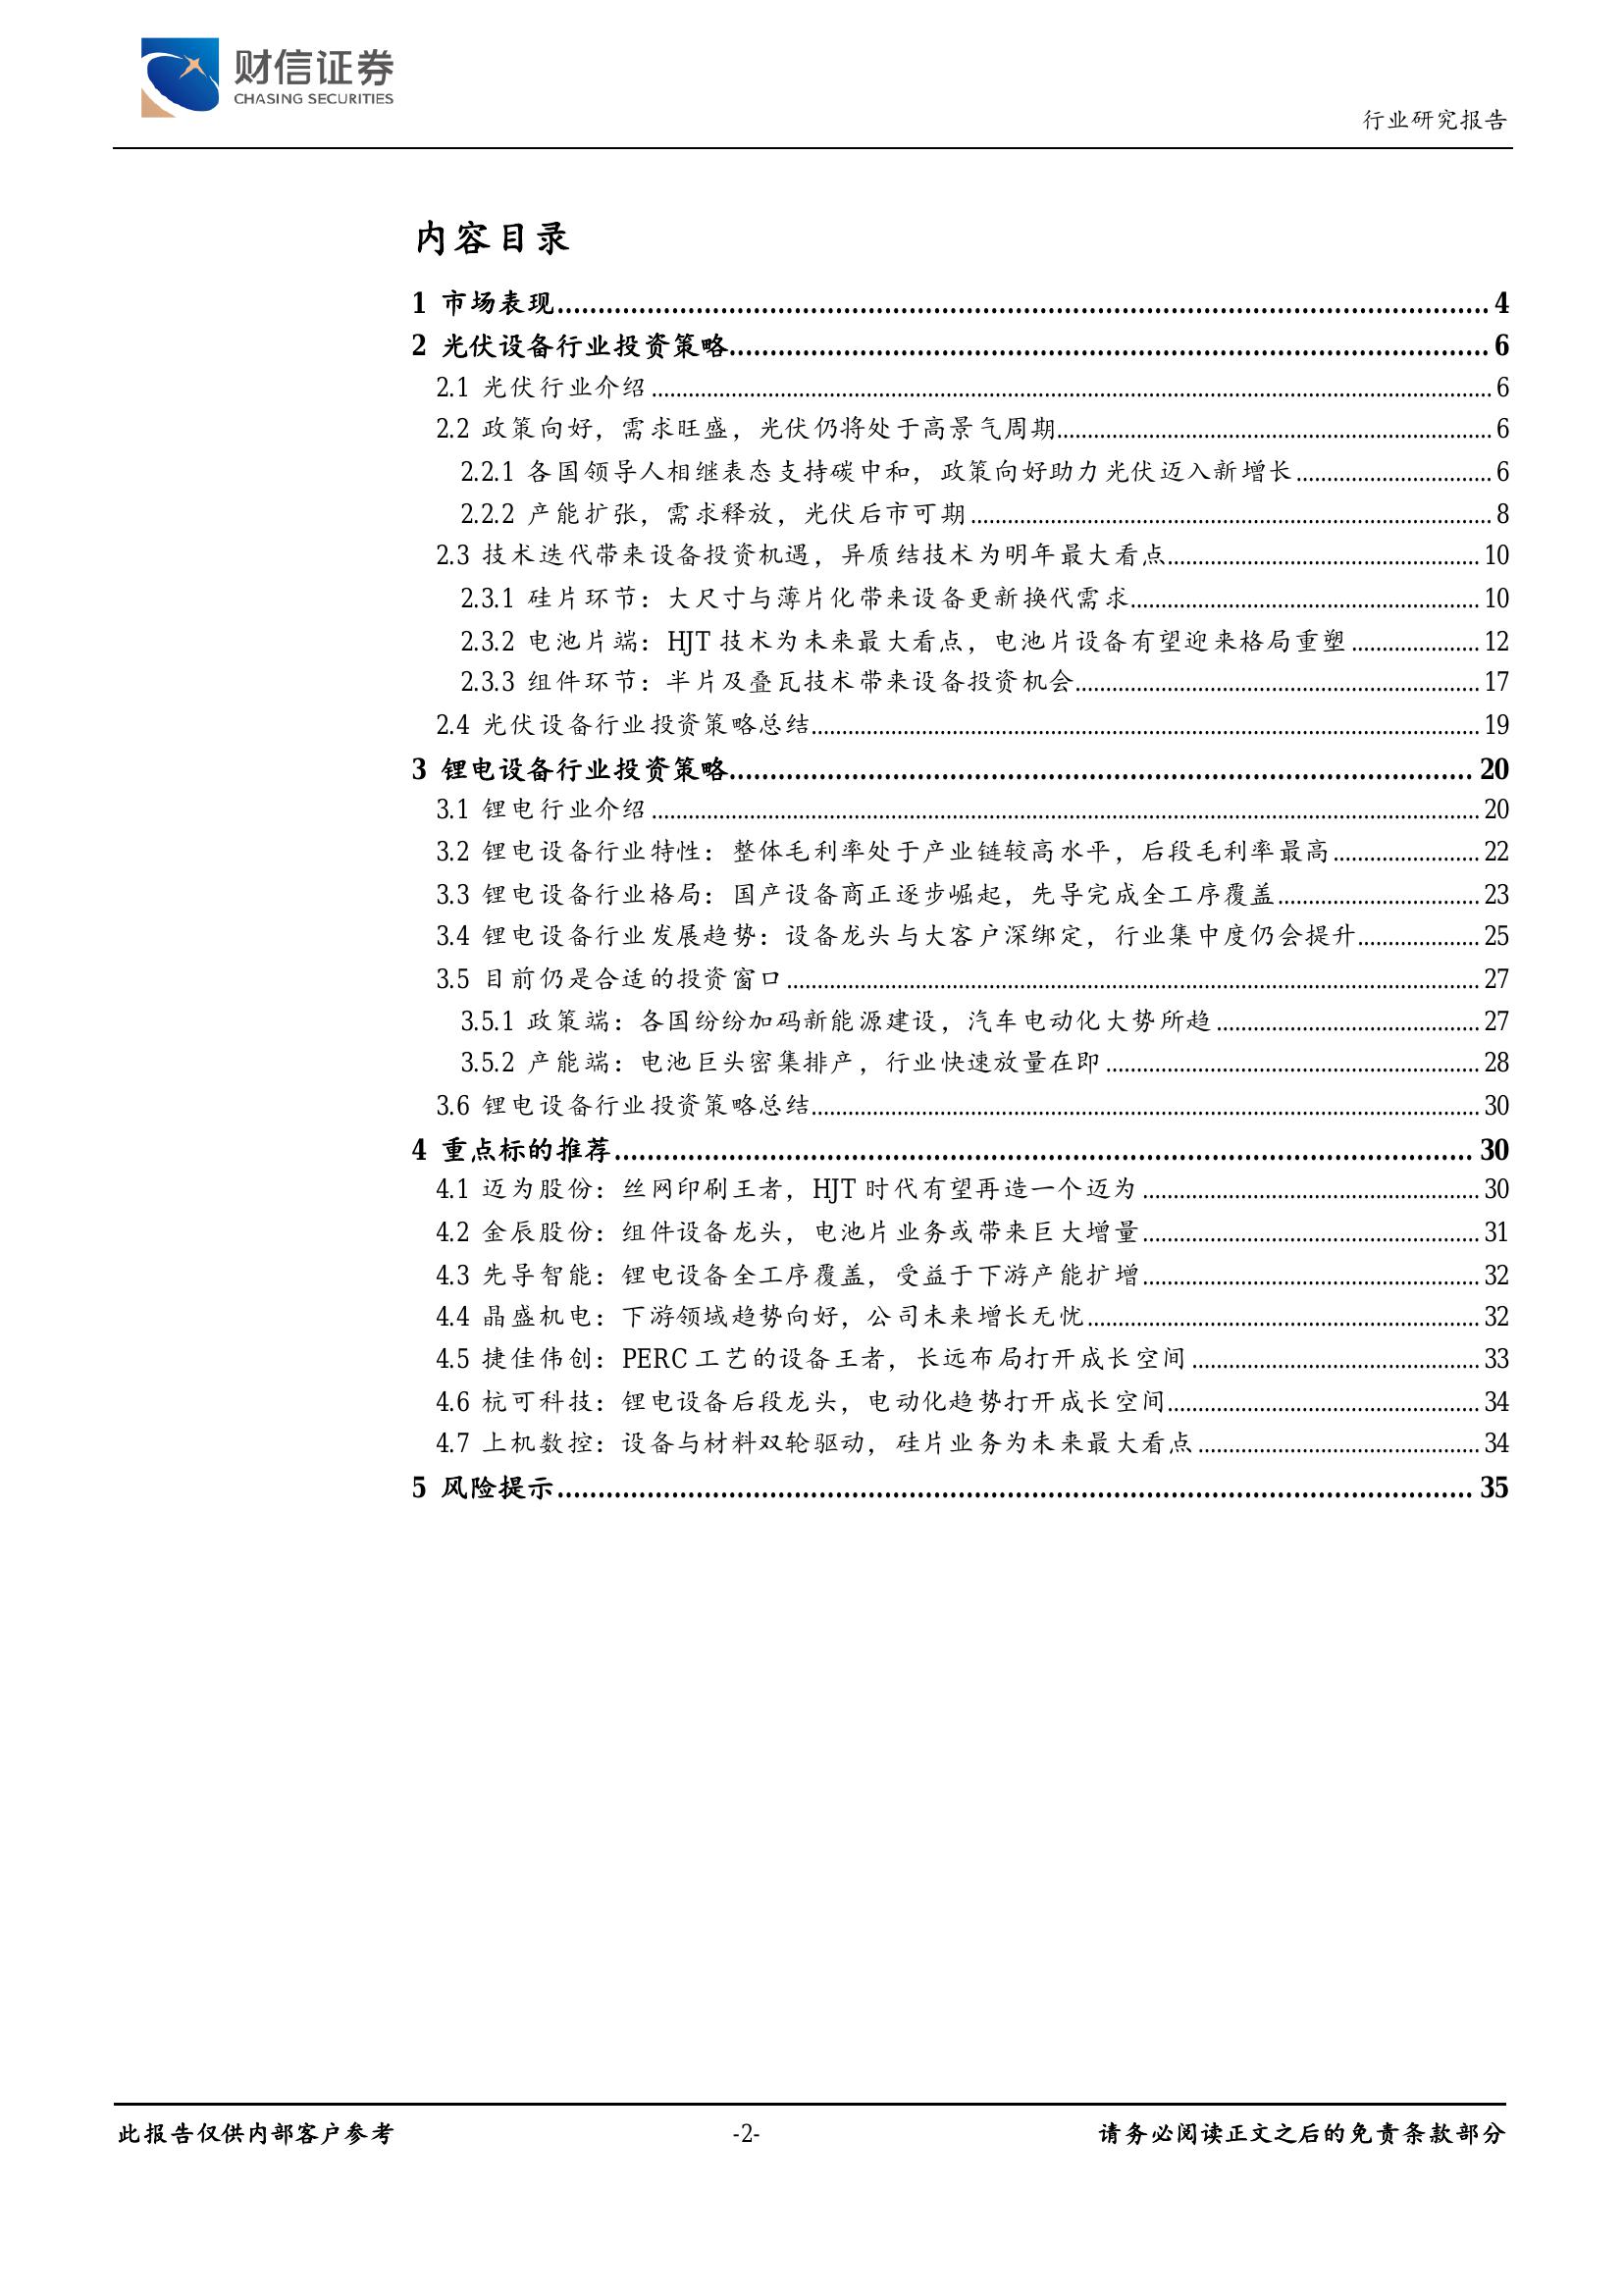 财信证券
CHASING SECURITIES
行业研究报告
内容目录
1 市场表现........................................ 4
2 光伏设备行业投资策略........................................ 6
2.1 光伏行业介绍........................................ 6
2.2 政策向好，需求旺盛，光伏仍将处于高景气周期........................................ 6
2.2.1 各国领导人相继表态支持碳中和，政策向好助力光伏迈入新增长........................................ 6
2.2.2 产能扩张，需求释放，光伏后市可期........................................ 8
2.3 技术迭代带来设备投资机遇，异质结技术为明年最大看点........................................ 10
2.3.1 硅片环节：大尺寸与薄片化带来设备更新换代需求........................................ 10
2.3.2 电池片端：HJT 技术为未来最大看点，电池片设备有望迎来格局重塑........................................ 12
2.3.3 组件环节：半片及叠瓦技术带来设备投资机会........................................ 17
2.4 光伏设备行业投资策略总结........................................ 19
3 锂电设备行业投资策略........................................ 20
3.1 锂电行业介绍........................................ 20
3.2 锂电设备行业特性：整体毛利率处于产业链较高水平，后段毛利率最高........................................ 22
3.3 锂电设备行业格局：国产设备商正逐步崛起，先导完成全工序覆盖........................................ 23
3.4 锂电设备行业发展趋势：设备龙头与大客户深绑定，行业集中度仍会提升........................................ 25
3.5 目前仍是合适的投资窗口........................................ 27
3.5.1 政策端：各国纷纷加码新能源建设，汽车电动化大势所趋........................................ 27
3.5.2 产能端：电池巨头密集排产，行业快速放量在即........................................ 28
3.6 锂电设备行业投资策略总结........................................ 30
4 重点标的推荐........................................ 30
4.1 迈为股份：丝网印刷王者，HJT 时代有望再造一个迈为........................................ 30
4.2 金辰股份：组件设备龙头，电池片业务或带来巨大增量........................................ 31
4.3 先导智能：锂电设备全工序覆盖，受益于下游产能扩增........................................ 32
4.4 晶盛机电：下游领域趋势向好，公司未来增长无忧........................................ 32
4.5 捷佳伟创：PERC 工艺的设备王者，长远布局打开成长空间........................................ 33
4.6 杭可科技：锂电设备后段龙头，电动化趋势打开成长空间........................................ 34
4.7 上机数控：设备与材料双轮驱动，硅片业务为未来最大看点........................................ 34
5 风险提示........................................ 35
此报告仅供内部客户参考
-2-
请务必阅读正文之后的免责条款部分